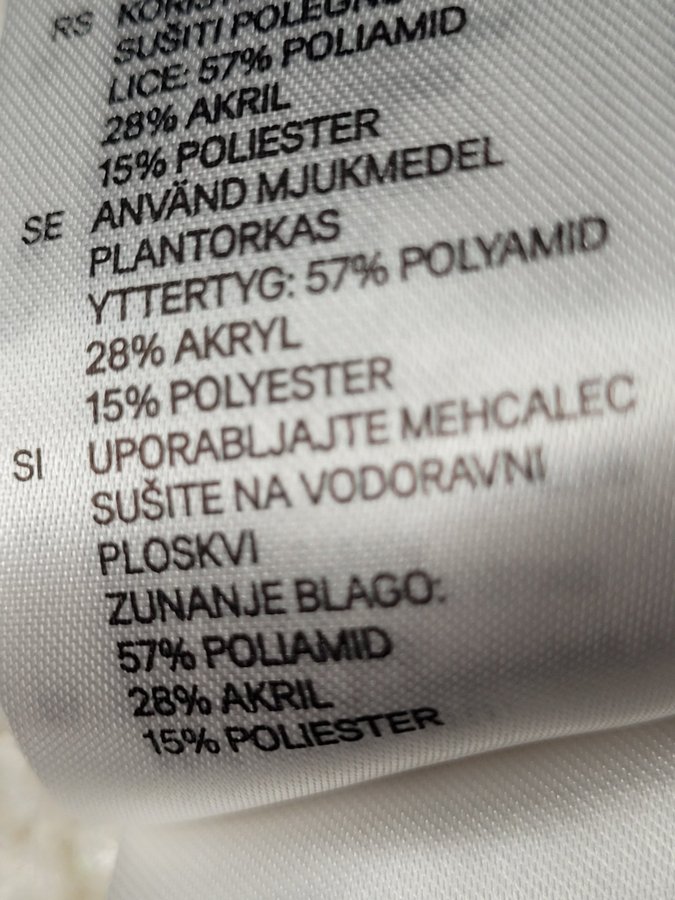 RS
SUŠITI
LICE: 57% POLIAMID
28% AKRIL
15% POLIESTER
SE ANVÄND MJUKMEDEL
PLANTORKAS
YTTERTYG: 57% POLYAMID
28% AKRYL
15% POLYESTER
SI UPORABLJAJTE MEHCALEC
SUŠITE NA VODORAVNI
PLOSKVI
ZUNANJE BLAGO:
57% POLIAMID
28% AKRIL
15% POLIESTER